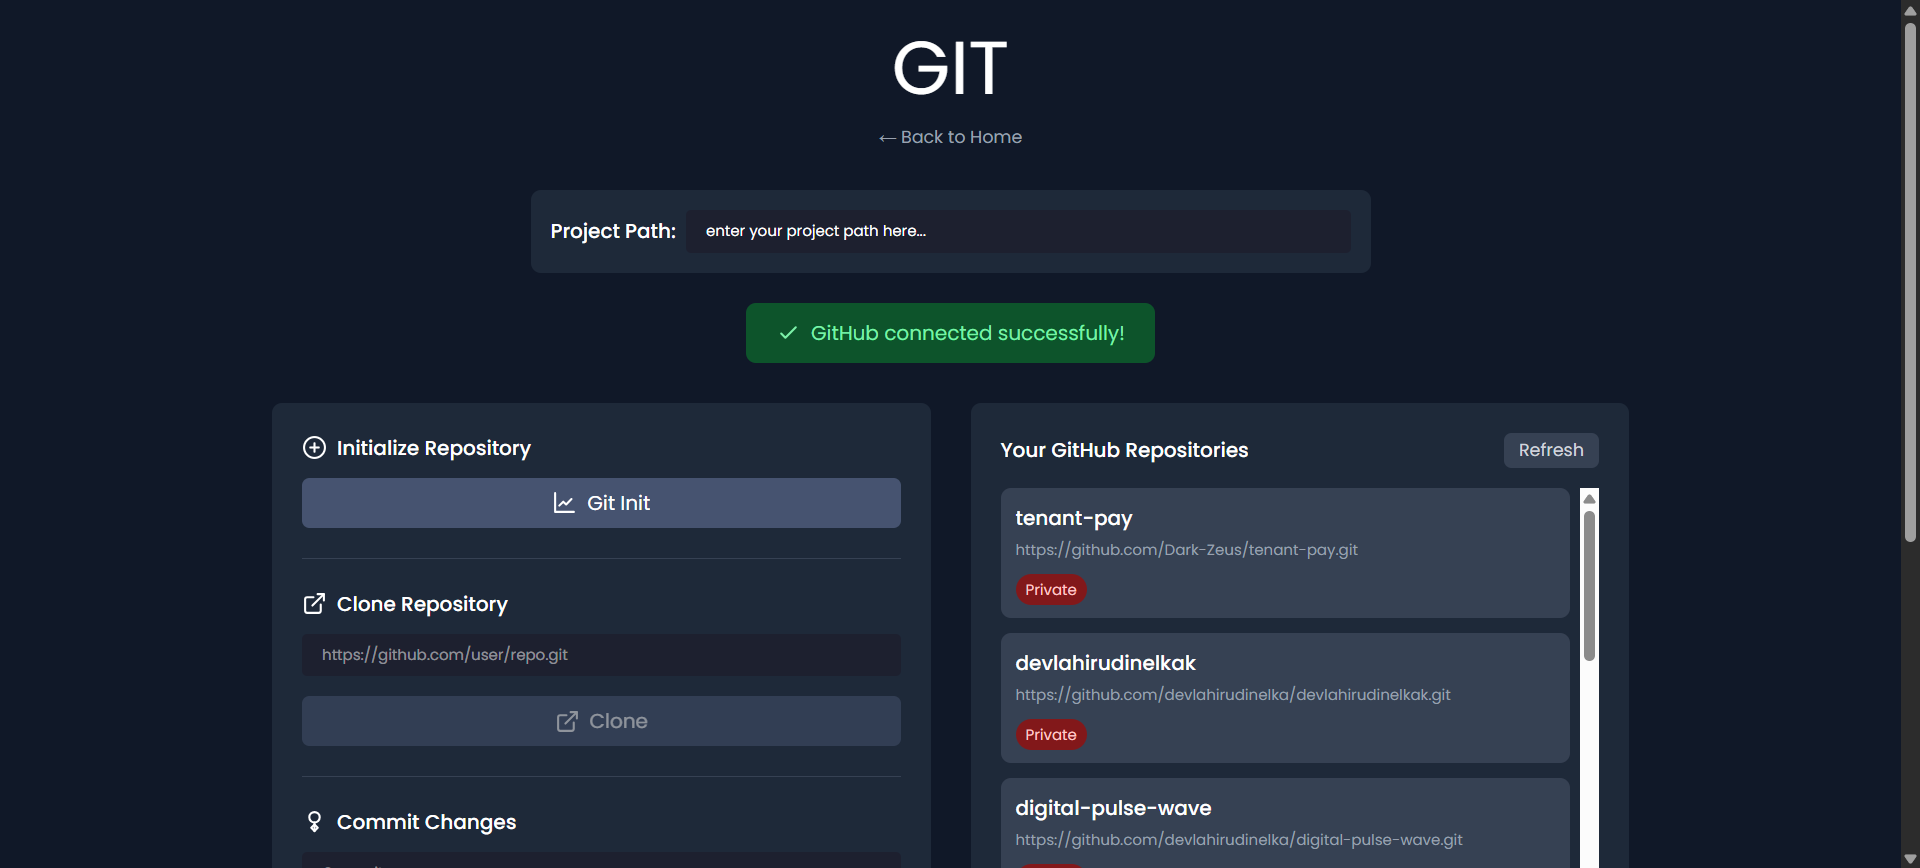 GIT
← Back to Home
Project Path:
enter your project path here...
GitHub connected successfully!
Initialize Repository
Git Init
Clone Repository
https://github.com/user/repo.git
Clone
Commit Changes
Your GitHub Repositories
Refresh
tenant-pay
https://github.com/Dark-Zeus/tenant-pay.git
Private
devlahirudinelkak
https://github.com/devlahirudinelka/devlahirudinelkak.git
Private
digital-pulse-wave
https://github.com/devlahirudinelka/digital-pulse-wave.git